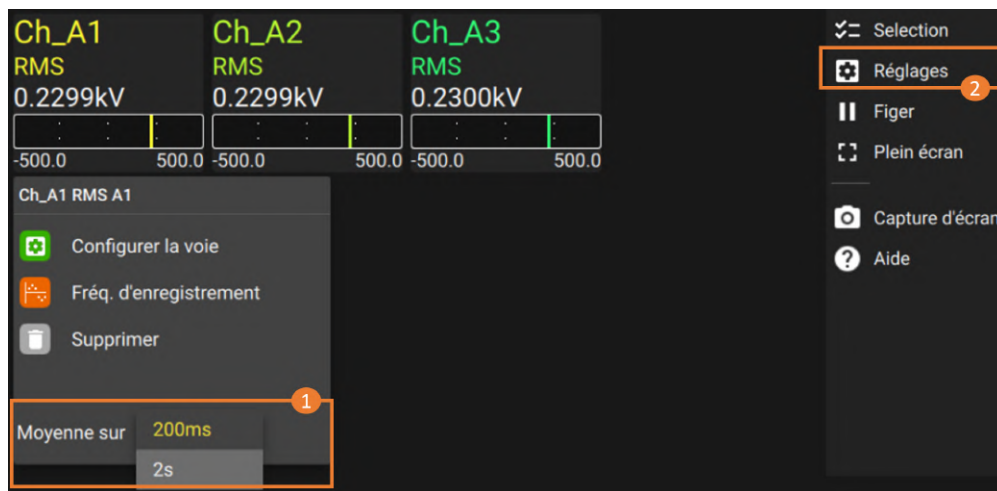 Ch_A1
RMS
0.2299kV
-500.0 500.0
Ch_A2
RMS
0.2299kV
-500.0 500.0
Ch_A3
RMS
0.2300kV
-500.0 500.0
Ch_A1 RMS A1
Configurer la voie
Fréq. d'enregistrement
Supprimer
1
Moyenne sur 200ms
2s
Selection
Réglages
2
Figer
Plein écran
Capture d'écran
Aide